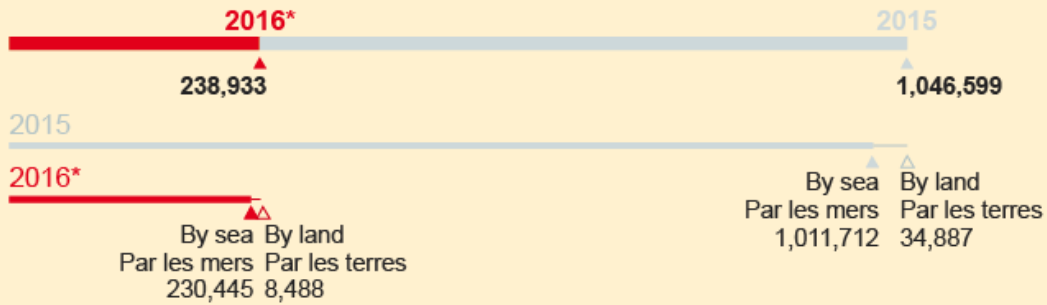 2016*
2015
238,933
1,046,599
2015
2016*
By sea
Par les mers
1,011,712
By land
Par les terres
34,887
By sea
Par les mers
230,445
By land
Par les terres
8,488